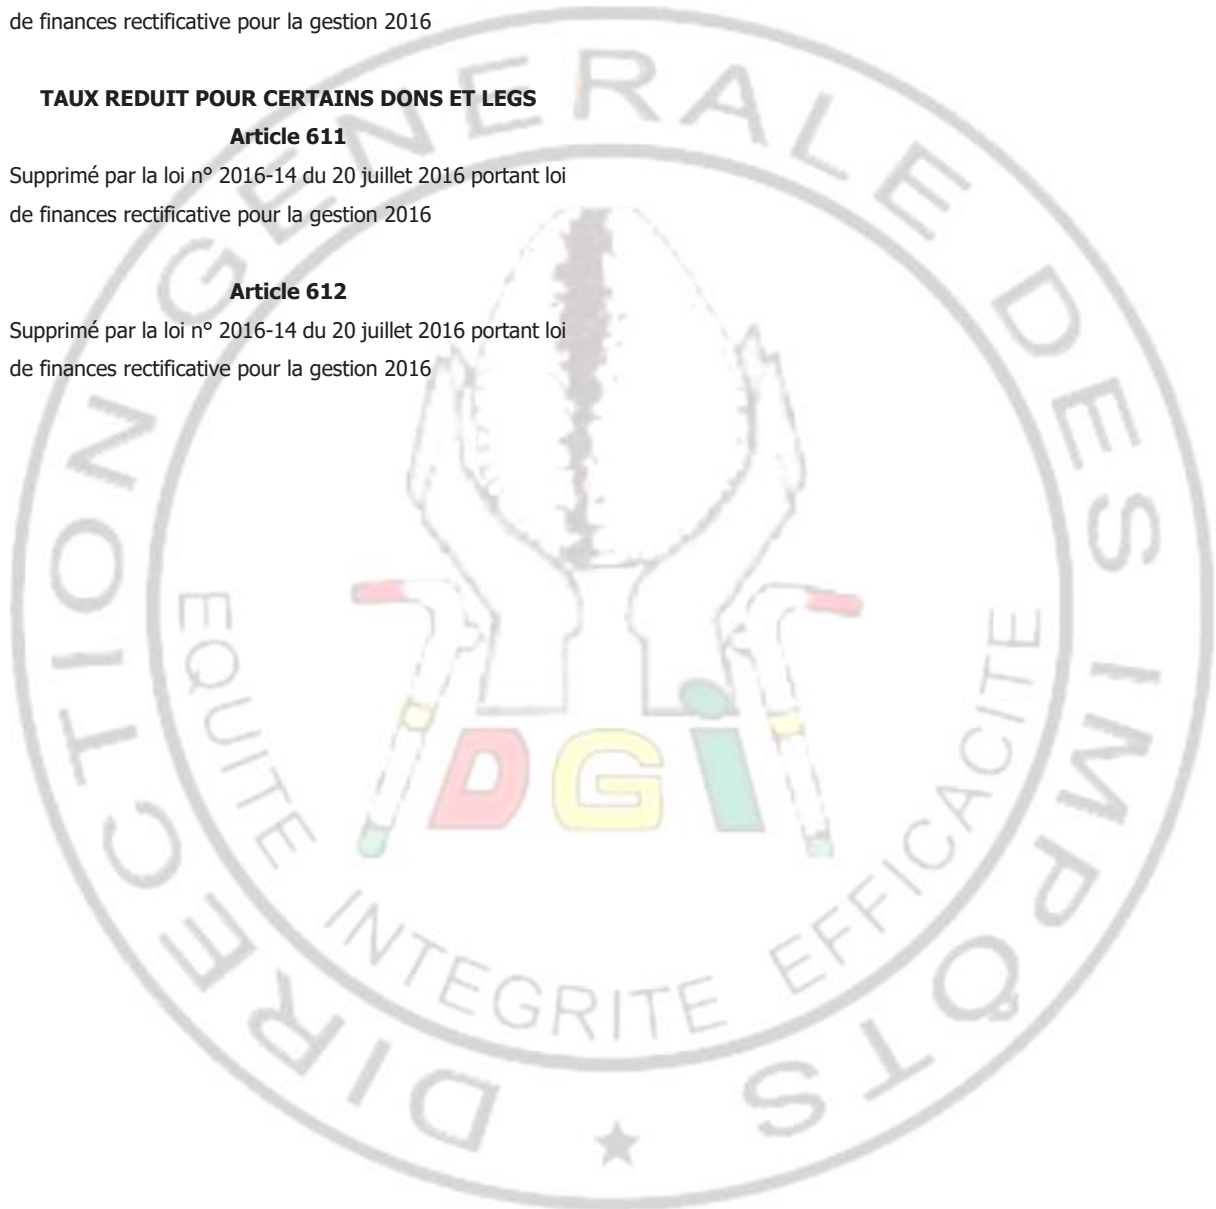 de finances rectificative pour la gestion 2016
TAUX REDUIT POUR CERTAINS DONS ET LEGS
Article 611
Supprimé par la loi n° 2016-14 du 20 juillet 2016 portant loi
de finances rectificative pour la gestion 2016
Article 612
Supprimé par la loi n° 2016-14 du 20 juillet 2016 portant loi
de finances rectificative pour la gestion 2016
DIRECTION GENERALE DES IMPÔTS
EQUITE INTEGRITE EFFICACITE
DGI